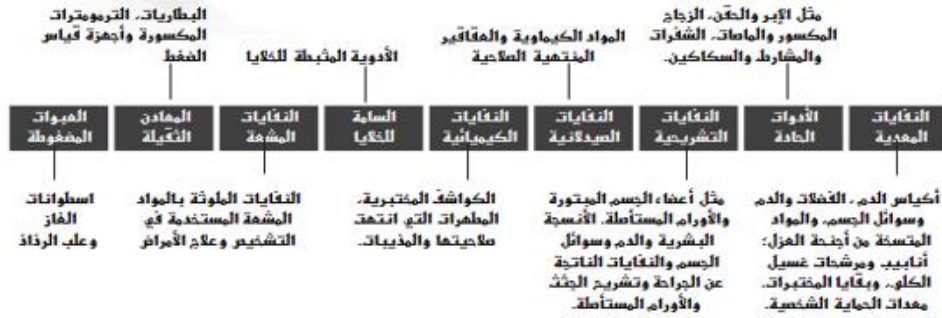 مثل الإبر والحقن، الزجاج
المكسور والماصات، الشفرات
والمشارط والسكاكين.
المواد الكيماوية والعقاقير
المنتهية الصلاحية
الأدوية المثبطة للخلايا
البطاريات، الترمومترات
المكسورة وأجهزة قياس
الضغط
النفايات
المعدية
الأدوات
الحادة
النفايات
التشريحية
النفايات
الصيدلانية
النفايات
الكيميائية
السامة
للخلايا
النفايات
المشعة
المعادن
الثقيلة
العبوات
المضغوطة
أكياس الدم، الفضلات والدم
وسوائل الجسم، والمواد
المتسخة من أجنحة العزل؛
أنابيب ومرشحات غسيل
الكلى، وبقايا المختبرات.
معدات الحماية الشخصية.
مثل أعضاء الجسم المبتورة
والأورام المستأصلة. الأنسجة
البشرية والدم وسوائل
الجسم والنفايات الناتجة
عن الجراحة وتشريح الجثث
والأورام المستأصلة.
الكواشف المختبرية،
المطهرات التي انتهت
صلاحيتها والمذيبات.
النفايات الملوثة بالمواد
المشعة المستخدمة في
التشخيص وعلاج الأمراض
اسطوانات
الغاز
وعلب الرذاذ